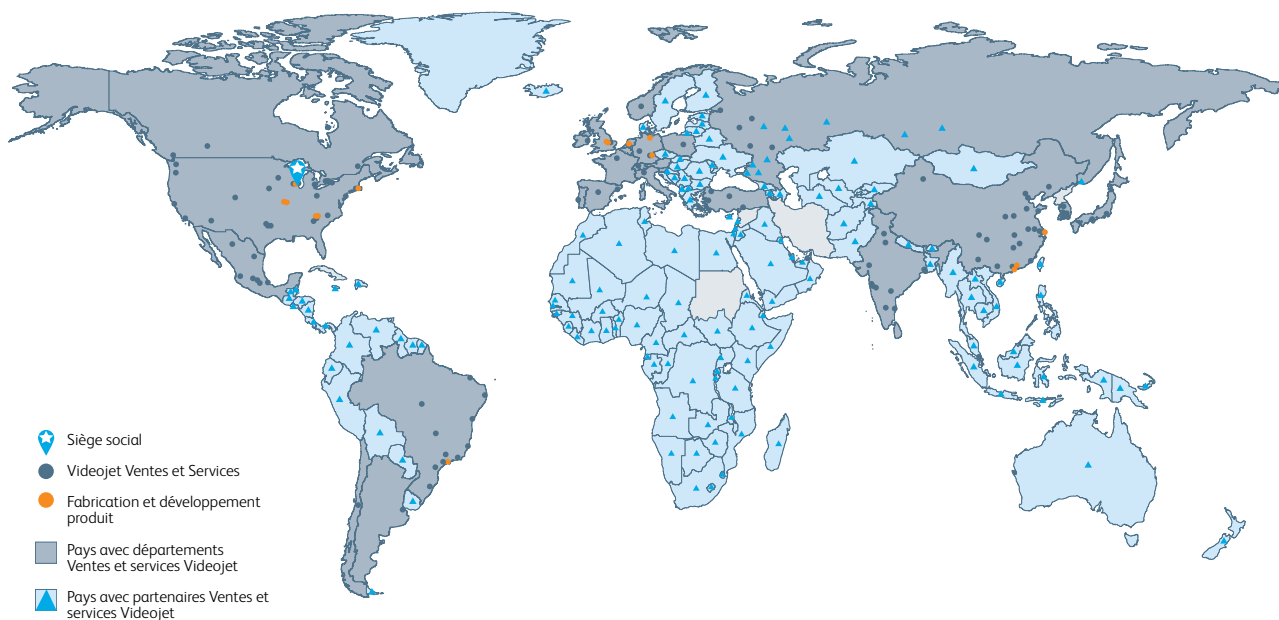 Siège social
Videojet Ventes et Services
Fabrication et développement
produit
Pays avec départements
Ventes et services Videojet
Pays avec partenaires Ventes et
services Videojet